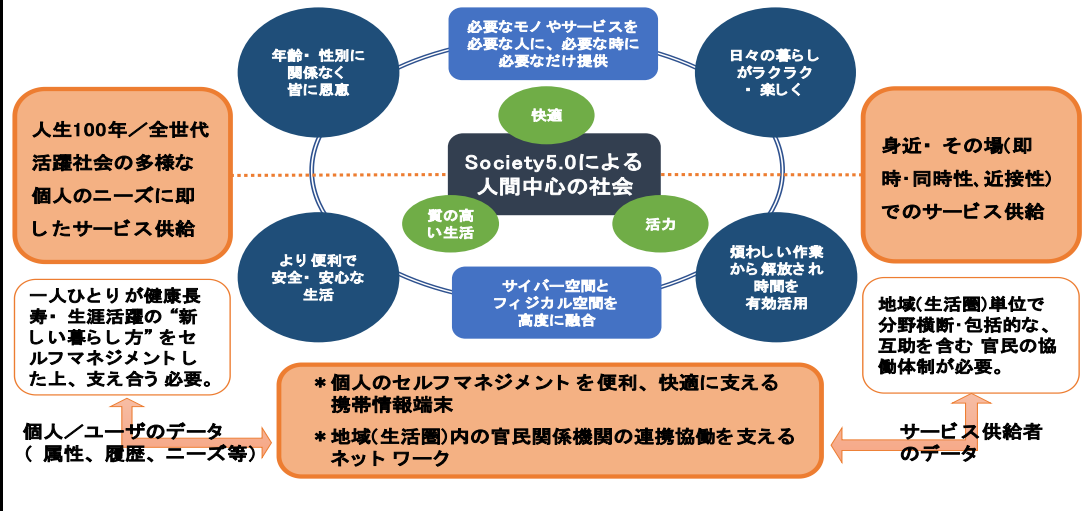 必要なモノやサービスを
必要な人に、必要な時に
必要なだけ提供
年齢・性別に
関係なく
皆に恩恵
日々の暮らし
がラクラク
・楽しく
快適
Society5.0による
人間中心の社会
質の高
い生活
活力
人生100年／全世代
活躍社会の多様な
個人のニーズに即
したサービス供給
身近・その場(即
時・同時性、近接性)
でのサービス供給
より便利で
安全・安心な
生活
サイバー空間と
フィジカル空間を
高度に融合
煩わしい作業
から解放され
時間を
有効活用
一人ひとりが健康長
寿・生涯活躍の“新
しい暮らし方”をセ
ルフマネジメントし
た上、支え合う必要。
地域(生活圏)単位で
分野横断・包括的な、
互助を含む官民の協
働体制が必要。
＊個人のセルフマネジメントを便利、快適に支える
携帯情報端末
＊地域(生活圏)内の官民関係機関の連携協働を支える
ネットワーク
個人／ユーザのデータ
(属性、履歴、ニーズ等)
サービス供給者
のデータ